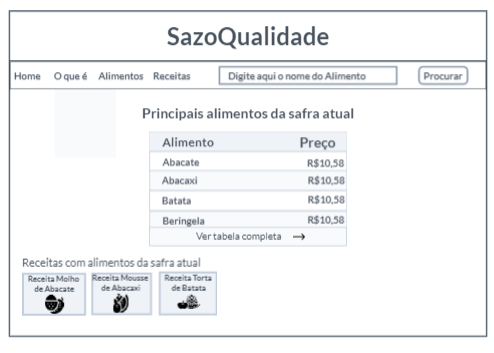 SazoQualidade
Home O que é Alimentos Receitas Digite aqui o nome do Alimento Procurar
Principais alimentos da safra atual
Alimento Preço
Abacate R$10,58
Abacaxi R$10,58
Batata R$10,58
Beringela R$10,58
Ver tabela completa →
Receitas com alimentos da safra atual
Receita Molho
de Abacate
Receita Mousse
de Abacaxi
Receita Torta
de Batata